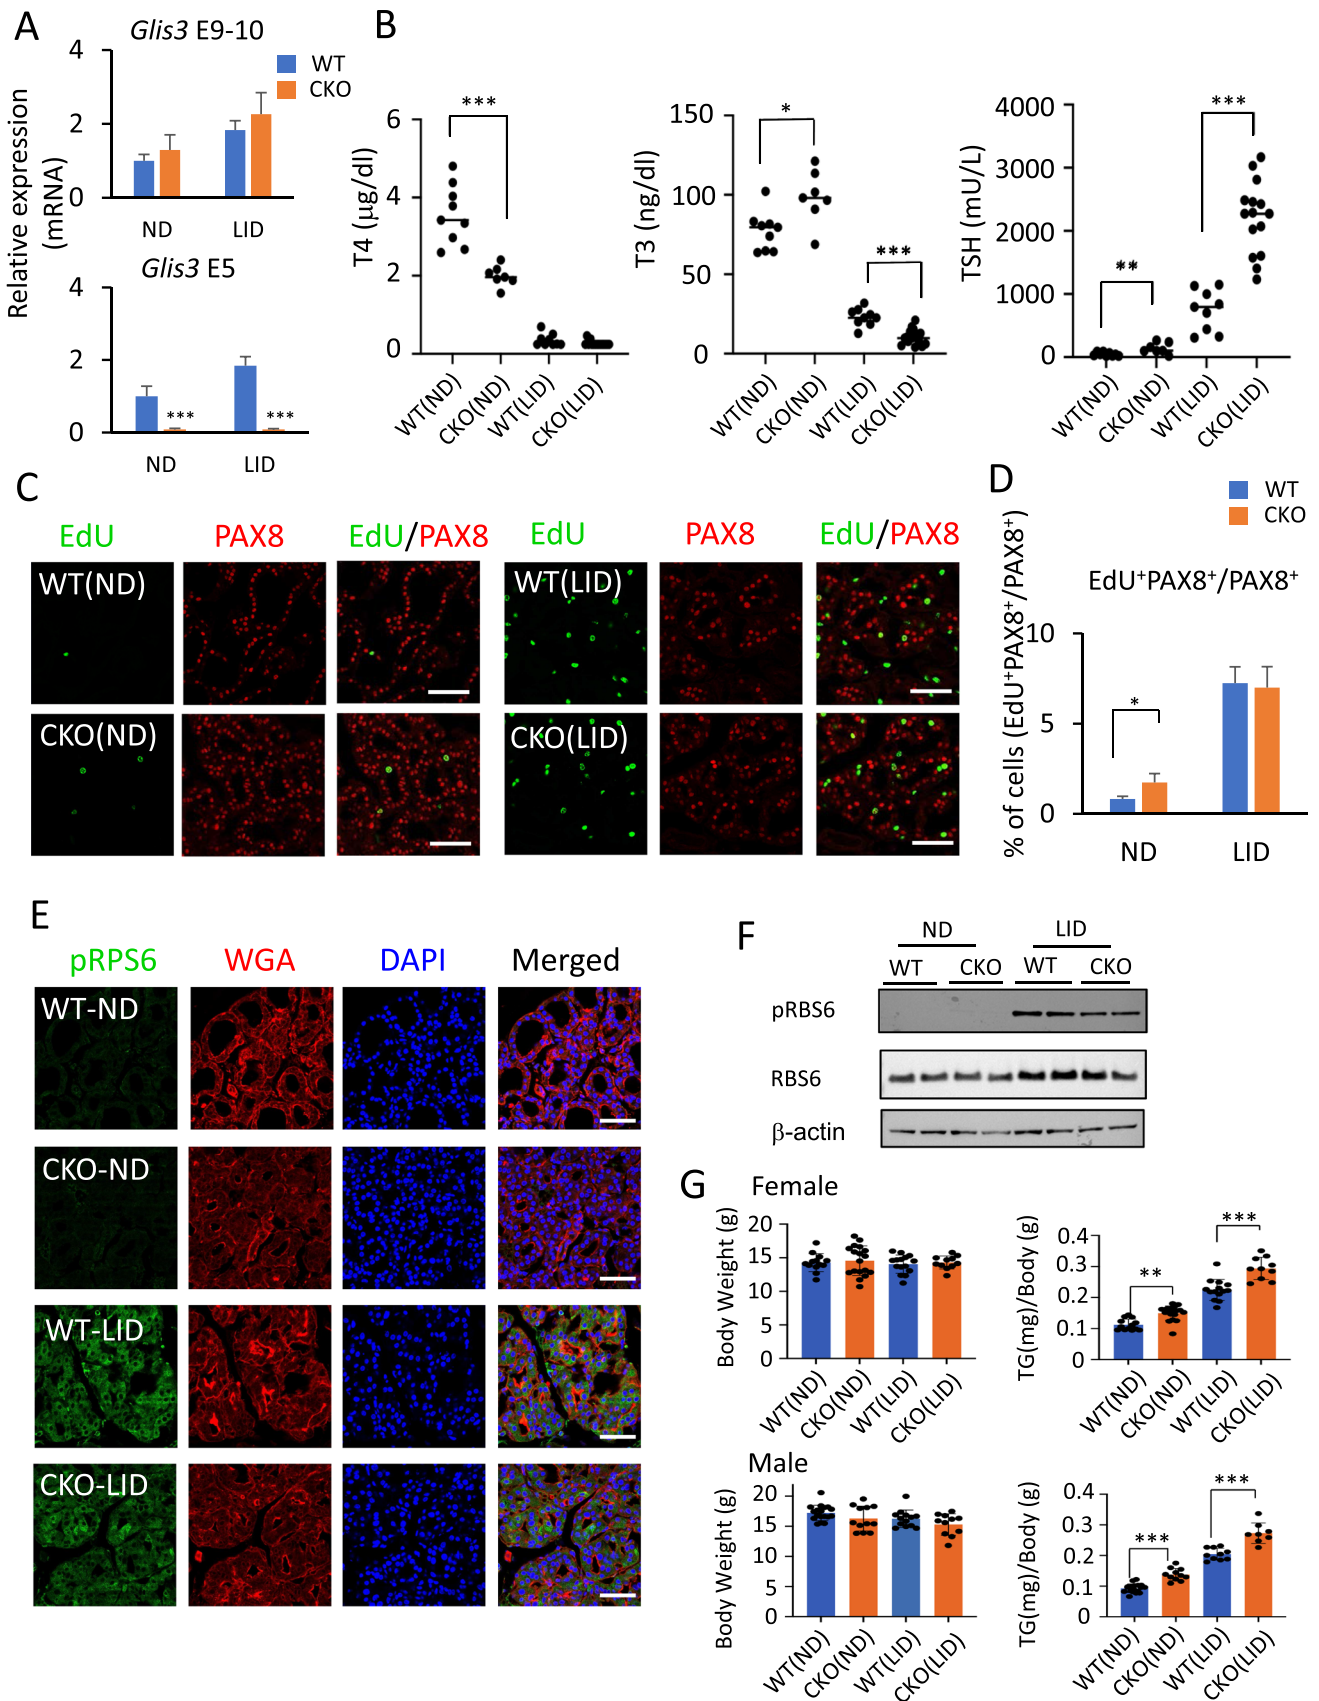 A
Glis3 E9-10
4
2
0
WT
CKO
ND
LID
Relative expression
(mRNA)
Glis3 E5
4
2
0
***
***
ND
LID
B
T4 (µg/dl)
6
4
2
0
***
WT(ND)
CKO(ND)
WT(LID)
CKO(LID)
T3 (ng/dl)
150
100
50
0
*
***
WT(ND)
CKO(ND)
WT(LID)
CKO(LID)
TSH (mU/L)
4000
3000
2000
1000
0
**
***
WT(ND)
CKO(ND)
WT(LID)
CKO(LID)
C
EdU PAX8 EdU/PAX8 EdU PAX8 EdU/PAX8
WT(ND)
WT(LID)
CKO(ND)
CKO(LID)
D
WT
CKO
EdU⁺PAX8⁺/PAX8⁺
% of cells (EdU⁺PAX8⁺/PAX8⁺)
10
5
0
*
ND
LID
E
pRPS6 WGA DAPI Merged
WT-ND
CKO-ND
WT-LID
CKO-LID
F
ND LID
WT CKO WT CKO
pRBS6
RBS6
β-actin
G
Female
Body Weight (g)
20
15
10
5
0
WT(ND)
CKO(ND)
WT(LID)
CKO(LID)
TG(mg)/Body (g)
0.4
0.3
0.2
0.1
0
**
***
WT(ND)
CKO(ND)
WT(LID)
CKO(LID)
Male
Body Weight (g)
20
15
10
5
0
WT(ND)
CKO(ND)
WT(LID)
CKO(LID)
TG(mg)/Body (g)
0.4
0.3
0.2
0.1
0
***
***
WT(ND)
CKO(ND)
WT(LID)
CKO(LID)